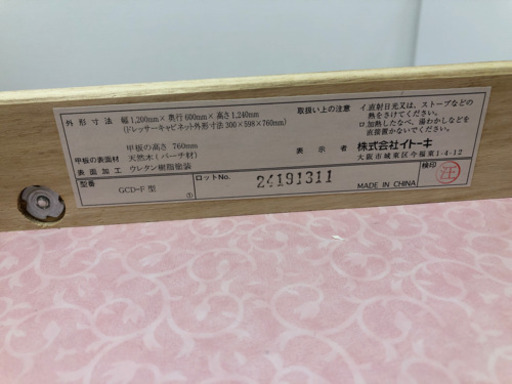 外形寸法 幅1,200mm×奥行600mm×高さ1,240mm
(ドレッサーキャビネット外形寸法300×598×760mm)
甲板の高さ 760mm
甲板の表面材 天然木(バーチ材)
表面加工 ウレタン樹脂塗装
取扱い上の注意 イ.直射日光又は、ストーブなどの
熱をさけてください。
ロ.加熱したなべ、湯わかしなどを
直接置かないでください。
表示者 株式会社イトーキ
大阪市城東区今福東1-4-12
型番 GCD-F 型
ロットNo. 24191311
MADE IN CHINA
検印 汪